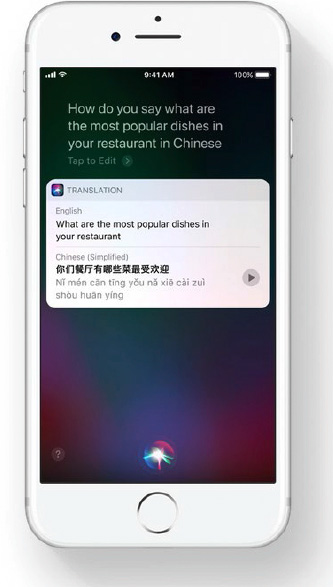 9:41 AM 100%
How do you say what are
the most popular dishes in
your restaurant in Chinese
Tap to Edit
TRANSLATION
English
What are the most popular dishes in
your restaurant
Chinese (Simplified)
你们餐厅有哪些菜最受欢迎
Nǐ mén cān tīng yǒu nǎ xiē cài zuì
shòu huān yíng
?